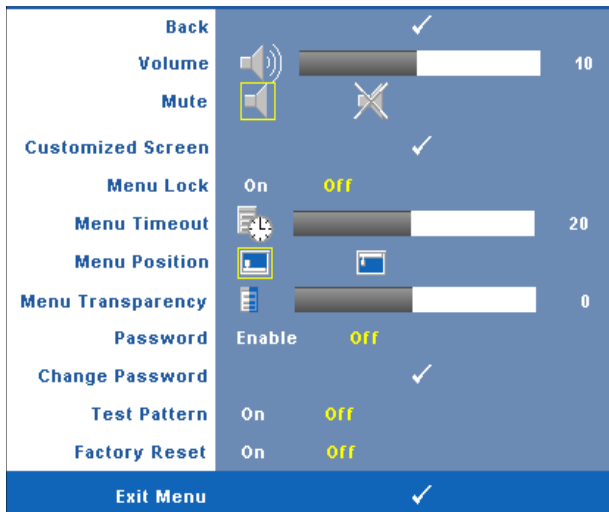 Back
Volume 10
Mute
Customized Screen
Menu Lock On Off
Menu Timeout 20
Menu Position
Menu Transparency 0
Password Enable Off
Change Password
Test Pattern On Off
Factory Reset On Off
Exit Menu